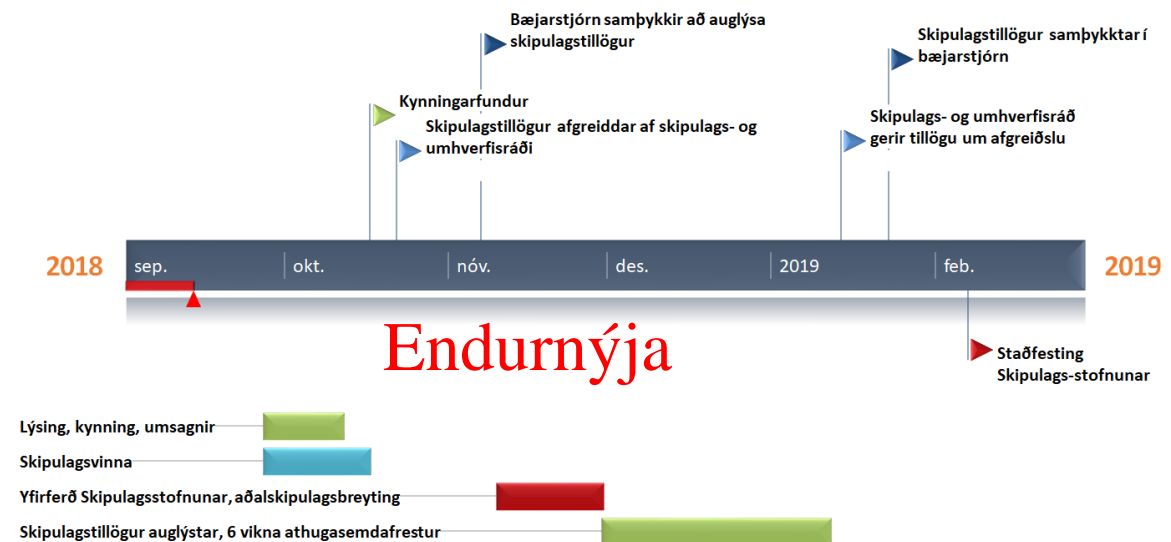 Bæjarstjórn samþykkir að auglýsa
skipulagstillögur
Skipulagstillögur samþykktar í
bæjarstjórn
Kynningarfundur
Skipulagstillögur afgreiddar af skipulags- og
umhverfisráði
Skipulags- og umhverfisráð
gerir tillögu um afgreiðslu
2018 sep. okt. nóv. des. 2019 feb. 2019
Endurnýja
Staðfesting
Skipulags-stofnunar
Lýsing, kynning, umsagnir
Skipulagsvinna
Yfirferð Skipulagsstofnunar, aðalskipulagsbreyting
Skipulagstillögur auglýstar, 6 vikna athugasemdafrestur